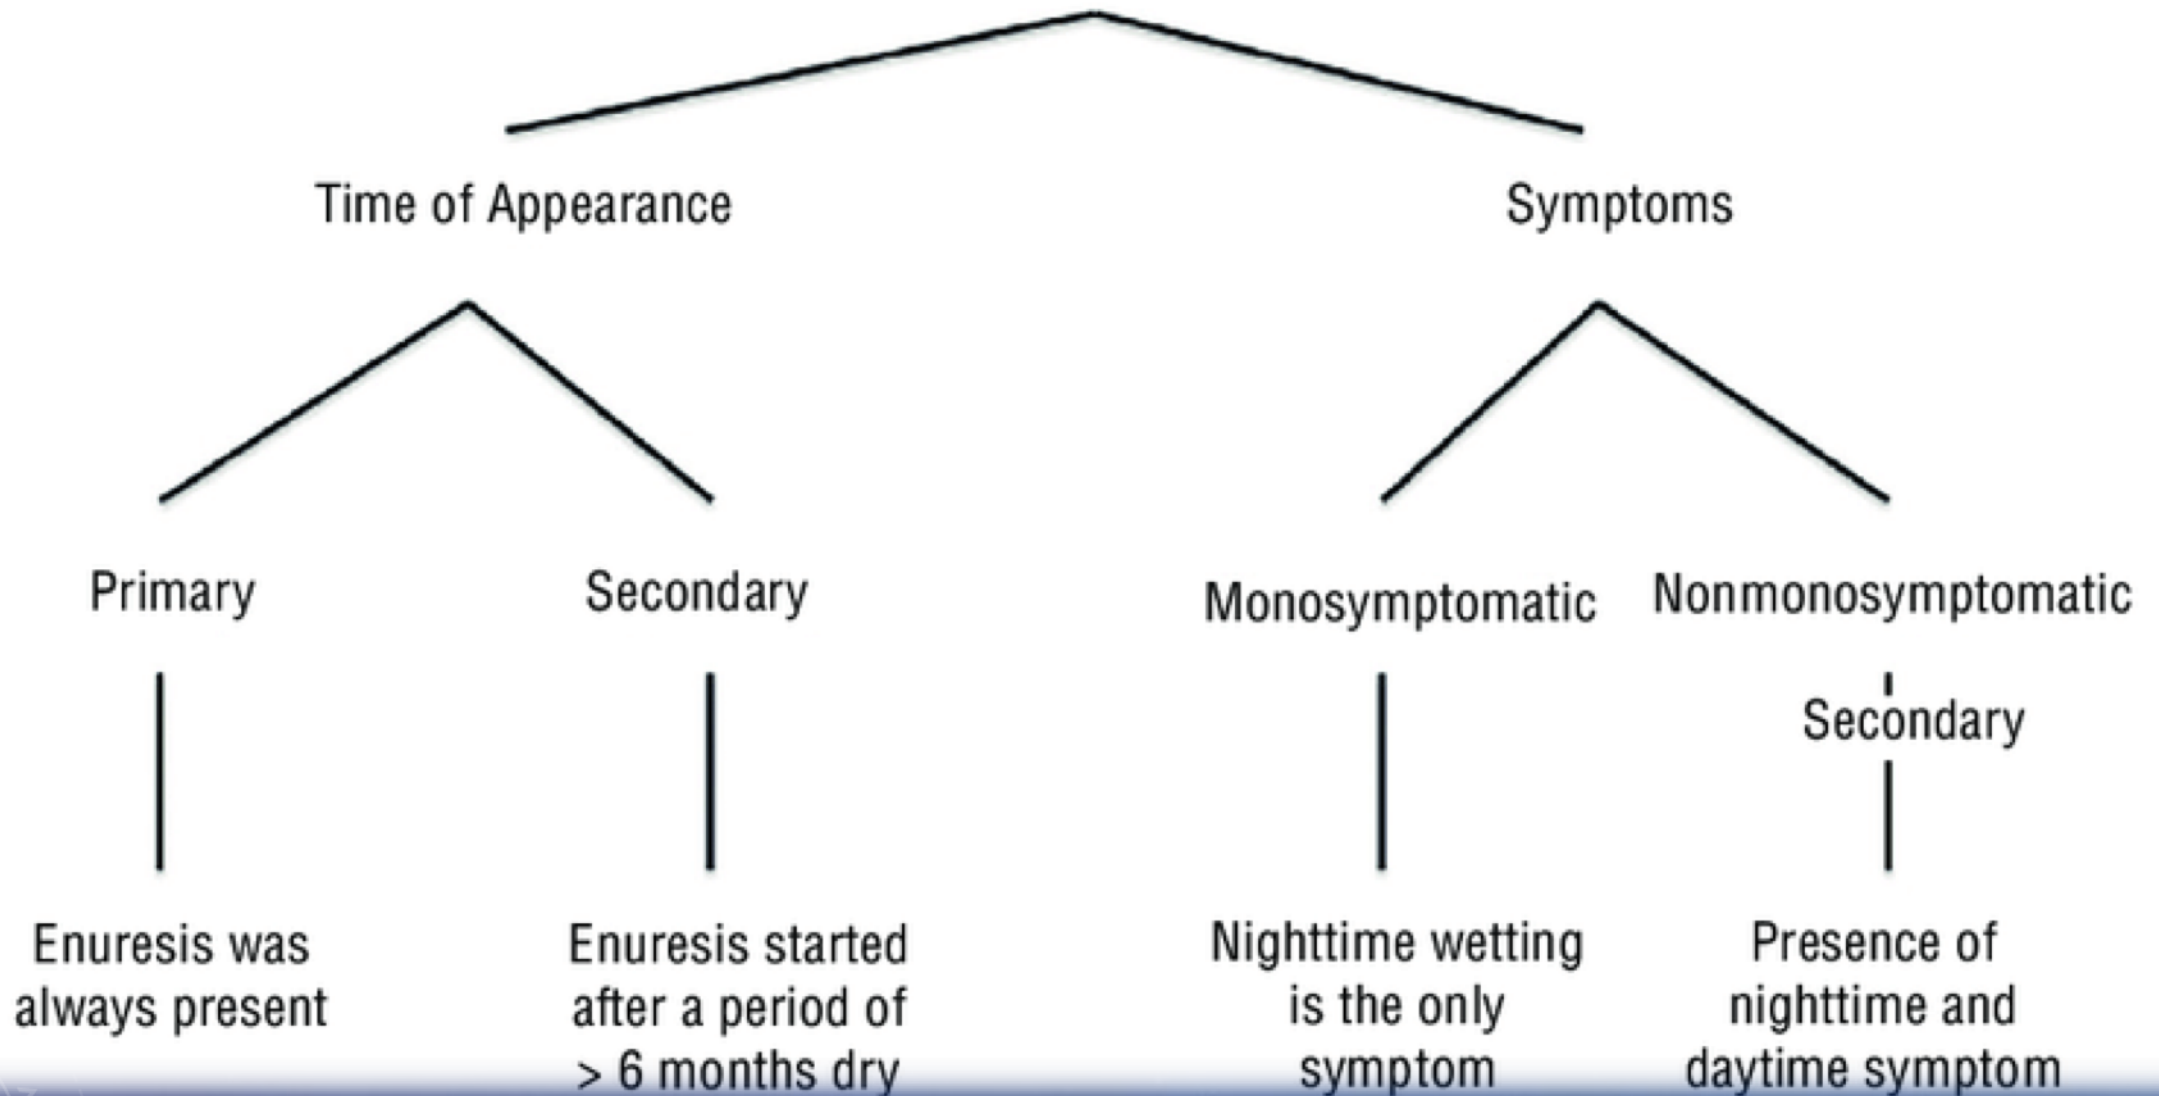 Time of Appearance
Symptoms
Primary
Secondary
Monosymptomatic
Nonmonosymptomatic
Secondary
Enuresis was
always present
Enuresis started
after a period of
> 6 months dry
Nighttime wetting
is the only
symptom
Presence of
nighttime and
daytime symptom